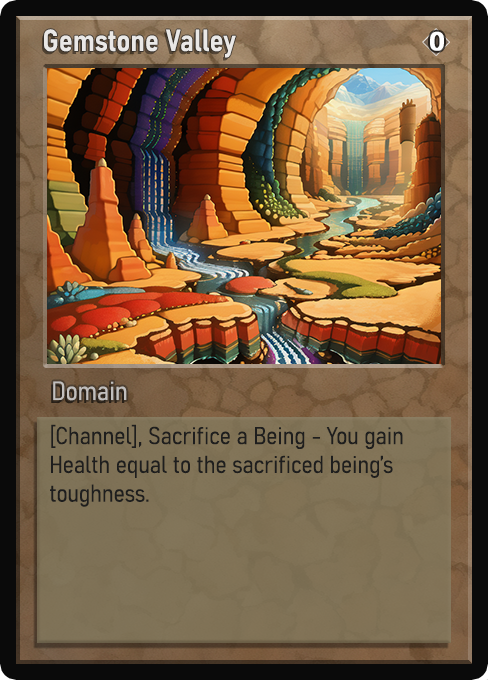 Gemstone Valley
0
Domain
[Channel], Sacrifice a Being - You gain
Health equal to the sacrificed being's
toughness.